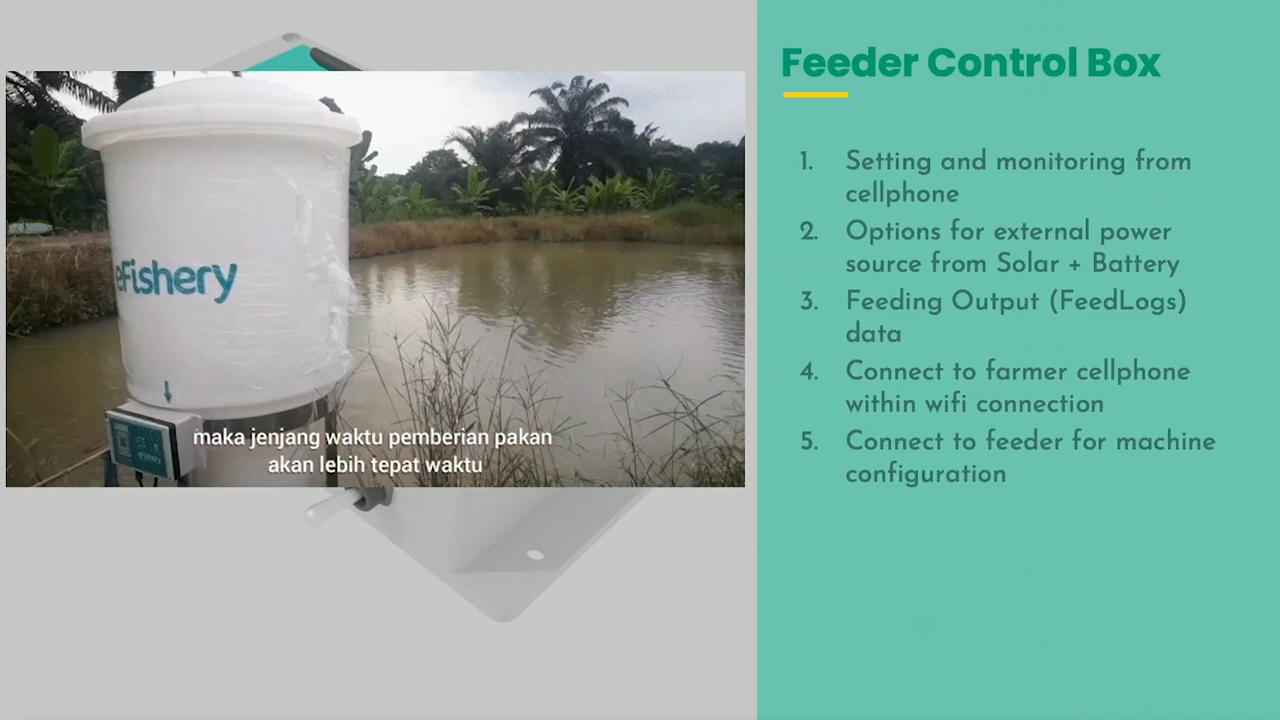 Feeder Control Box
eFishery
maka jenjang waktu pemberian pakan
akan lebih tepat waktu
1. Setting and monitoring from
cellphone
2. Options for external power
source from Solar + Battery
3. Feeding Output (FeedLogs)
data
4. Connect to farmer cellphone
within wifi connection
5. Connect to feeder for machine
configuration